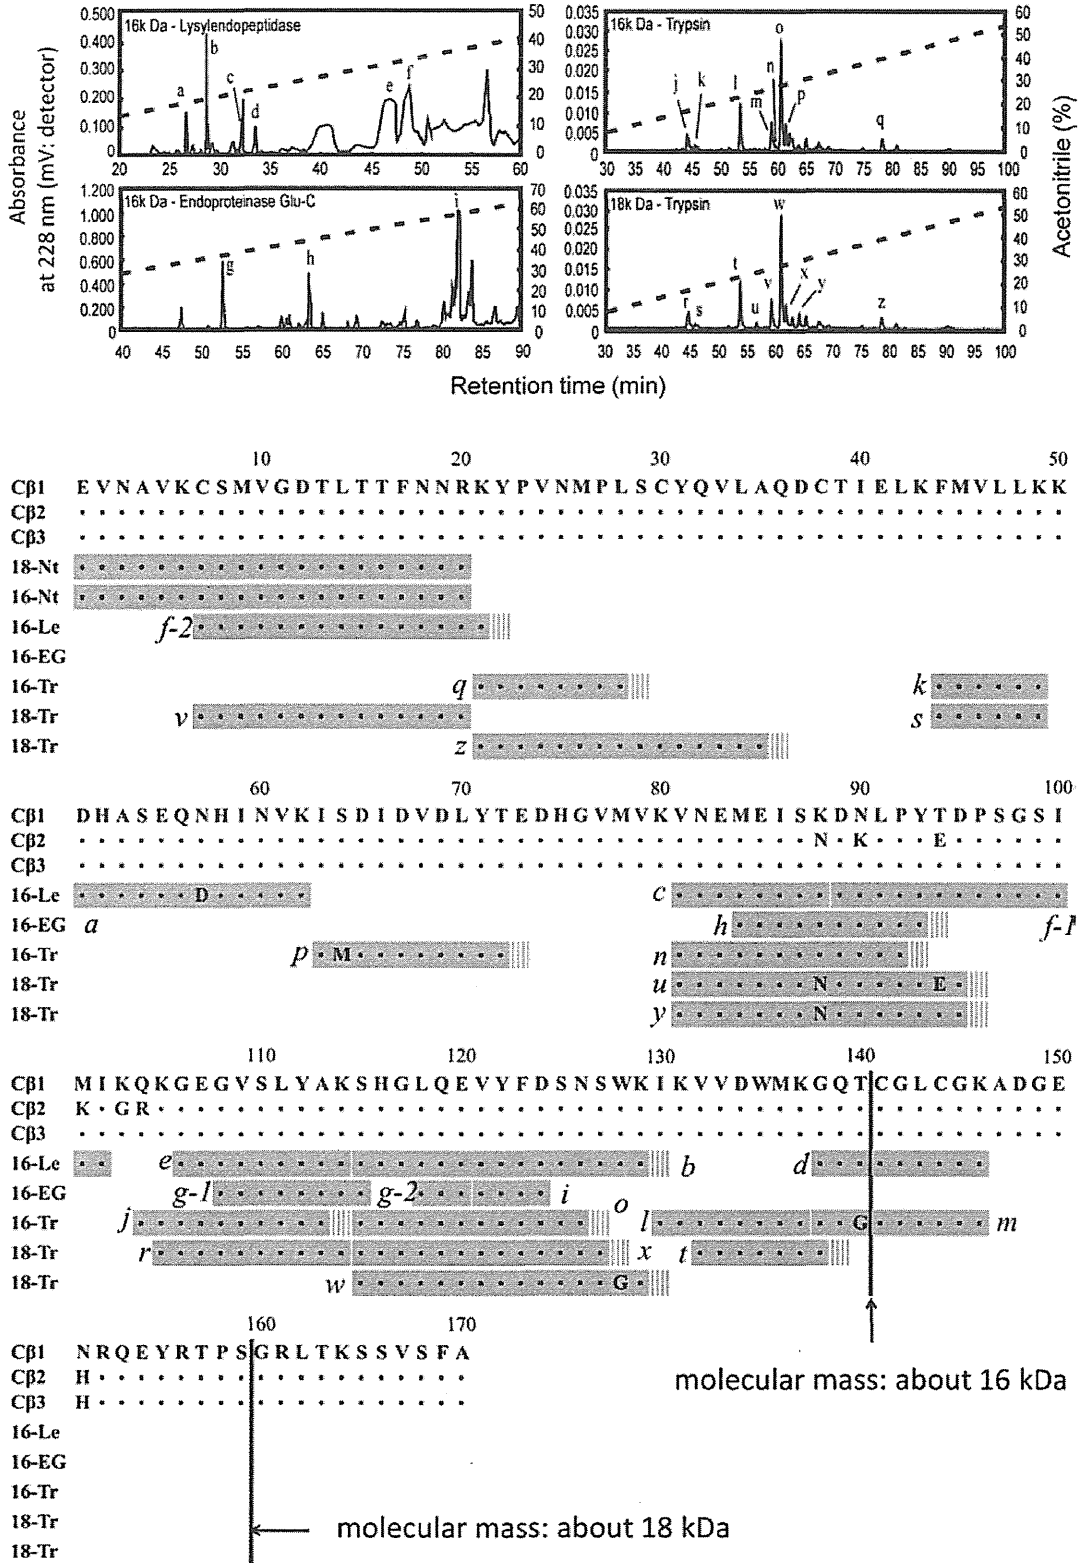 Absorbance
at 228 nm (mV: detector)
16k Da - Lysylendopeptidase
0.500
0.400
0.300
0.200
0.100
0.000
50
40
30
20
10
0
a
b
c
d
e
f
20 25 30 35 40 45 50 55 60
16k Da - Trypsin
0.035
0.030
0.025
0.020
0.015
0.010
0.005
0.000
60
50
40
30
20
10
0
j
k
l
m
n
o
p
q
30 35 40 45 50 55 60 65 70 75 80 85 90 95 100
16k Da - Endoproteinase Glu-C
1.200
1.000
0.800
0.600
0.400
0.200
0.000
70
60
50
40
30
20
10
0
g
h
i
40 45 50 55 60 65 70 75 80 85 90
18k Da - Trypsin
0.035
0.030
0.025
0.020
0.015
0.010
0.005
0.000
60
50
40
30
20
10
0
r
s
t
u
v
w
x
y
z
30 35 40 45 50 55 60 65 70 75 80 85 90 95 100
Acetonitrile (%)
Retention time (min)
10 20 30 40 50
Cβ1 E V N A V K C S M V G D T L T T F N N R K Y P V N M P L S C Y Q V L A Q D C T I E L K F M V L L K K
Cβ2
Cβ3
18-Nt
16-Nt
16-Le f-2
16-EG
16-Tr q k
18-Tr v s
18-Tr z
60 70 80 90 100
Cβ1 D H A S E Q N H I N V K I S D I D V D L Y T E D H G V M V K V N E M E I S K D N L P Y T D P S G S I
Cβ2 N K E
Cβ3
16-Le D c
16-EG a h f-1
16-Tr p M n
18-Tr u N E
18-Tr y N
110 120 130 140 150
Cβ1 M I K Q K G E G V S L Y A K S H G L Q E V Y F D S N S W K I K V V D W M K G Q T C G L C G K A D G E
Cβ2 K G R
Cβ3
16-Le e b d
16-EG g-1 g-2 i
16-Tr j o l G m
18-Tr r x t
18-Tr w G
160 170
Cβ1 N R Q E Y R T P S G R L T K S S V S F A
Cβ2 H
Cβ3 H
16-Le
16-EG
16-Tr
18-Tr
18-Tr
molecular mass: about 16 kDa
molecular mass: about 18 kDa